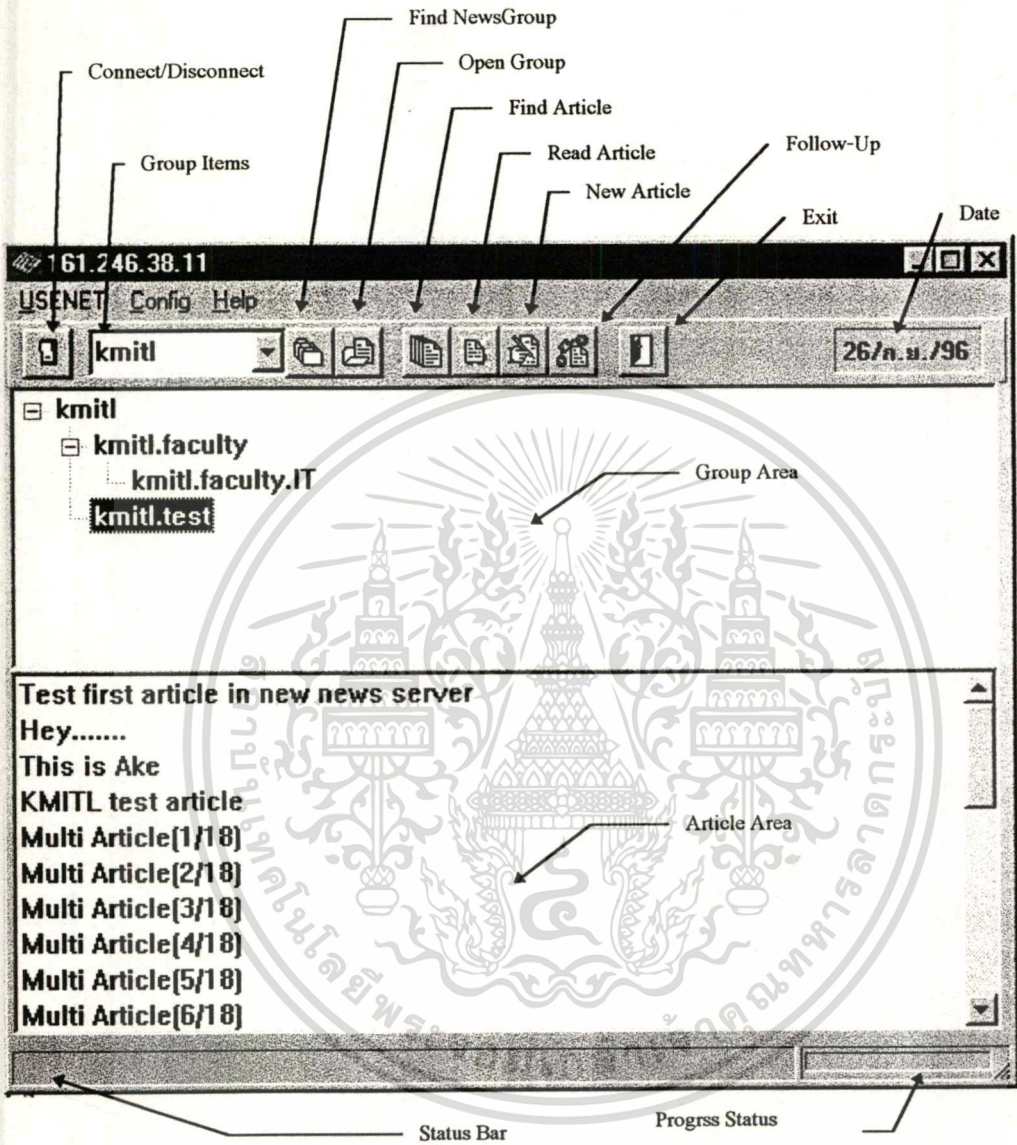 Find NewsGroup
Connect/Disconnect
Open Group
Find Article
Group Items
Read Article
Follow-Up
New Article
Exit
Date
161.246.38.11
USENET Config Help
kmitl
26/ก.ย./96
kmitl
kmitl.faculty
kmitl.faculty.IT
Group Area
kmitl.test
Test first article in new news server
Hey.......
This is Ake
KMITL test article
Multi Article(1/18)
Article Area
Multi Article(2/18)
Multi Article(3/18)
Multi Article(4/18)
Multi Article(5/18)
Multi Article(6/18)
Status Bar
Progrss Status